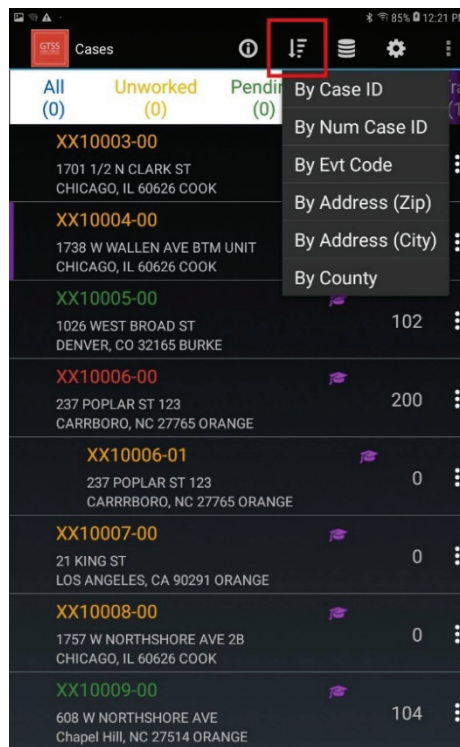 85% 12:21 PM
GTSS
Cases
All
(0)
Unworked
(0)
Pendin
(0)
By Case ID
By Num Case ID
By Evt Code
By Address (Zip)
By Address (City)
By County
XX10003-00
1701 1/2 N CLARK ST
CHICAGO, IL 60626 COOK
XX10004-00
1738 W WALLEN AVE BTM UNIT
CHICAGO, IL 60626 COOK
XX10005-00
1026 WEST BROAD ST
DENVER, CO 32165 BURKE
102
XX10006-00
237 POPLAR ST 123
CARRBORO, NC 27765 ORANGE
200
XX10006-01
237 POPLAR ST 123
CARRRBORO, NC 27765 ORANGE
0
XX10007-00
21 KING ST
LOS ANGELES, CA 90291 ORANGE
0
XX10008-00
1757 W NORTHSHORE AVE 2B
CHICAGO, IL 60626 COOK
0
XX10009-00
608 W NORTHSHORE AVE
Chapel Hill, NC 27514 ORANGE
104